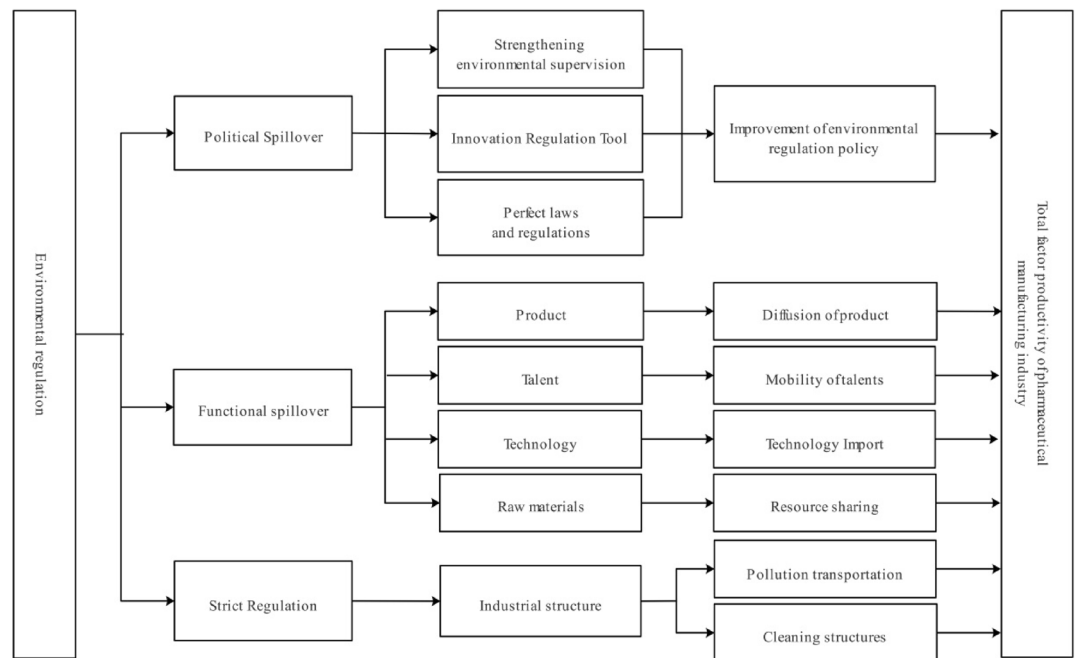 Environmental regulation
Political Spillover
Functional spillover
Strict Regulation
Strengthening
environmental supervision
Innovation Regulation Tool
Perfect laws
and regulations
Product
Talent
Technology
Raw materials
Industrial structure
Improvement of environmental
regulation policy
Diffusion of product
Mobility of talents
Technology Import
Resource sharing
Pollution transportation
Cleaning structures
Total factor productivity of pharmaceutical
manufacturing industry